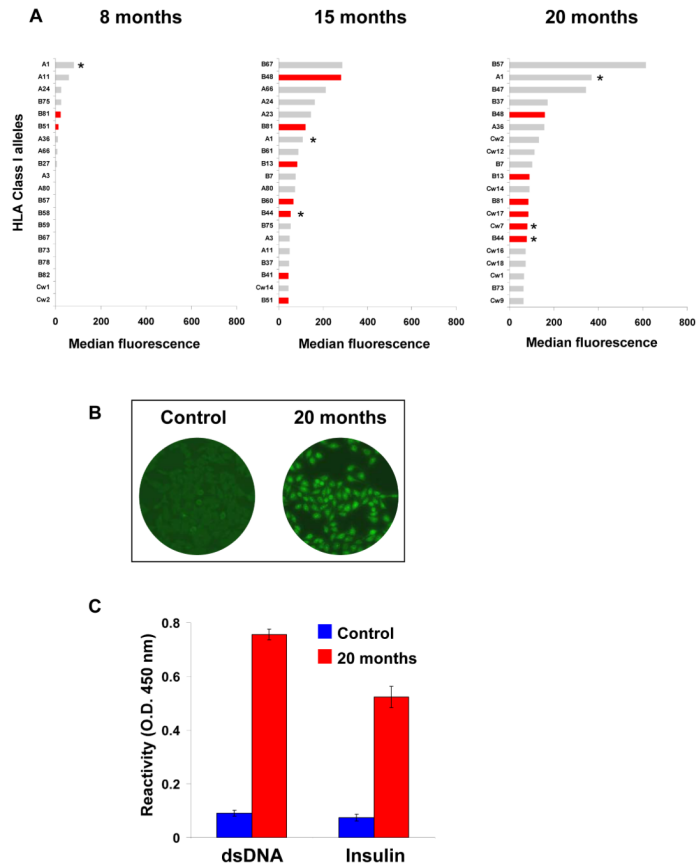 A
8 months
15 months
20 months
HLA Class I alleles
A1 *
A11
A24
B75
B81
B51
A36
A66
B27
A3
A80
B57
B58
B59
B67
B73
B78
B82
Cw1
Cw2
0 200 400 600 800
Median fluorescence
B67
B48
A66
A24
A23
B81
A1 *
B61
B13
B7
A80
B60
B44 *
B75
A3
A11
B37
B41
Cw14
B51
0 200 400 600 800
Median fluorescence
B57
A1 *
B47
B37
B48
A36
Cw2
Cw12
B7
B13
Cw14
B81
Cw17
Cw7 *
B44 *
Cw16
Cw18
Cw1
B73
Cw9
0 200 400 600 800
Median fluorescence
B
Control
20 months
C
Reactivity (O.D. 450 nm)
0.8
0.6
0.4
0.2
0
Control
20 months
dsDNA
Insulin